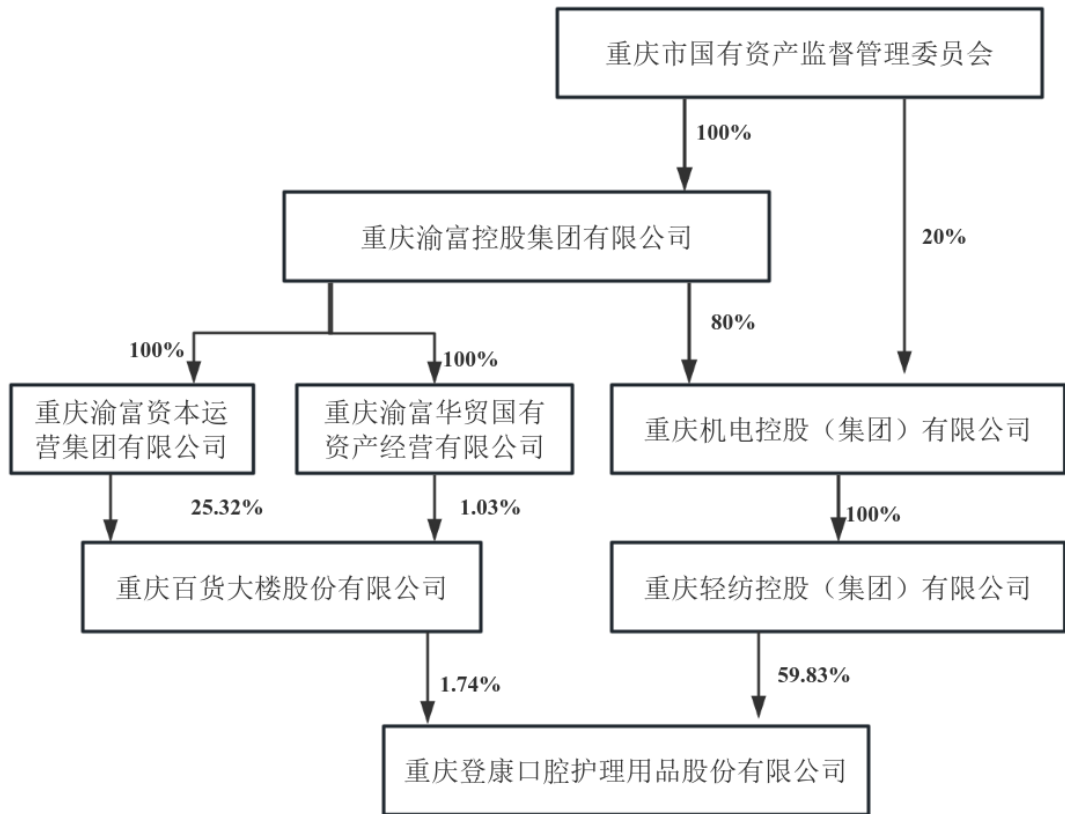 重庆市国有资产监督管理委员会
100%
重庆渝富控股集团有限公司
20%
80%
100%
100%
重庆渝富资本运
营集团有限公司
重庆渝富华贸国有
资产经营有限公司
重庆机电控股（集团）有限公司
25.32%
1.03%
100%
重庆百货大楼股份有限公司
重庆轻纺控股（集团）有限公司
1.74%
59.83%
重庆登康口腔护理用品股份有限公司